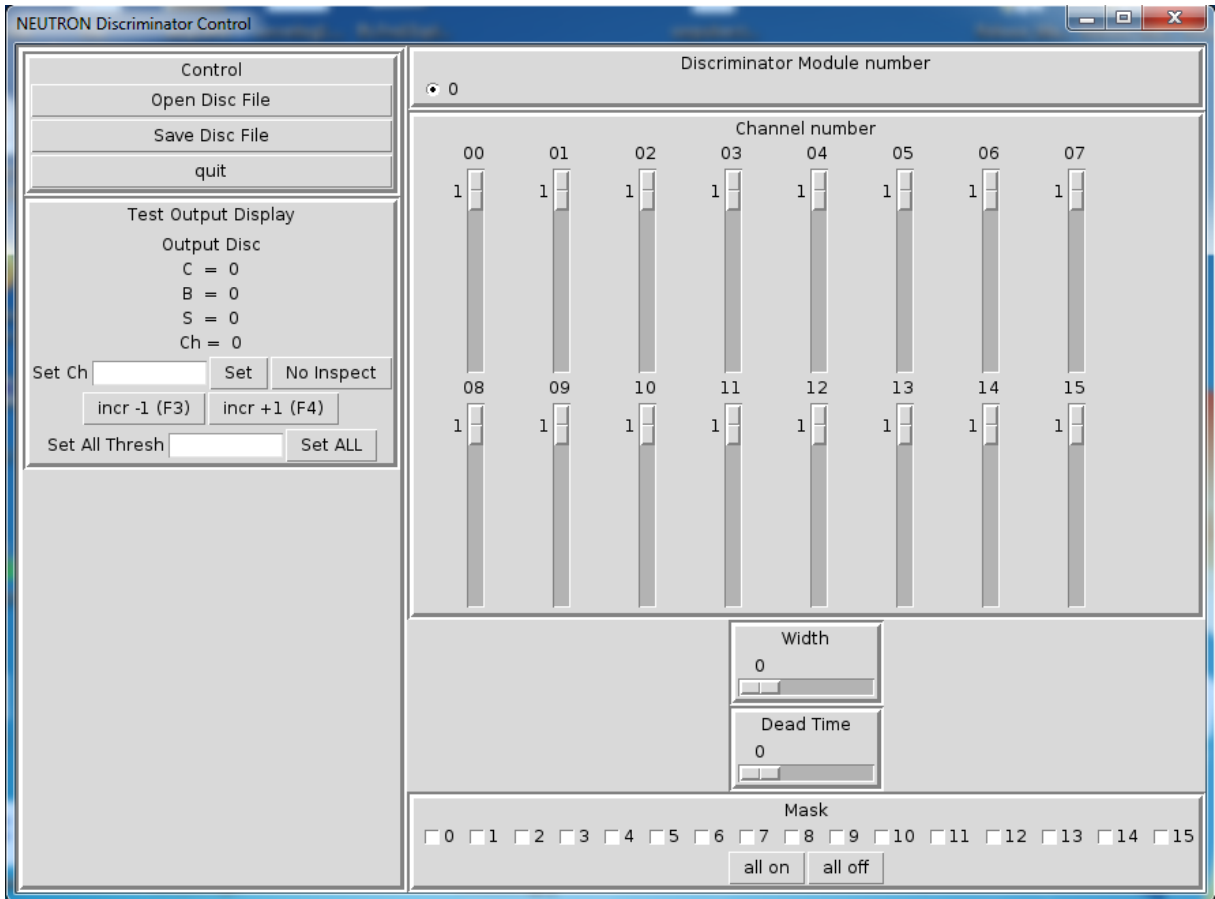 NEUTRON Discriminator Control
Control
Open Disc File
Save Disc File
quit
Test Output Display
Output Disc
C = 0
B = 0
S = 0
Ch = 0
Set Ch Set No Inspect
incr -1 (F3) incr +1 (F4)
Set All Thresh Set ALL
Discriminator Module number
0
Channel number
00 01 02 03 04 05 06 07
1 1 1 1 1 1 1 1
08 09 10 11 12 13 14 15
1 1 1 1 1 1 1 1
Width
0
Dead Time
0
Mask
0 1 2 3 4 5 6 7 8 9 10 11 12 13 14 15
all on all off